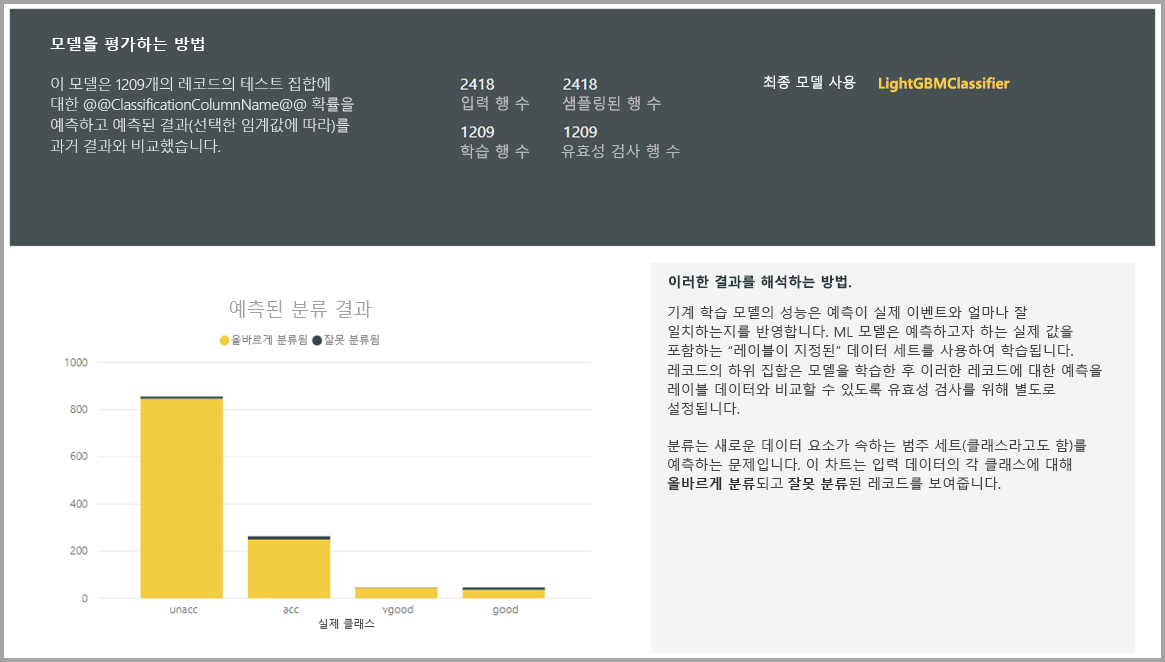 모델을 평가하는 방법
이 모델은 1209개의 레코드의 테스트 집합에
대한 @@ClassificationColumnName@@ 확률을
예측하고 예측된 결과(선택한 임계값에 따라)를
과거 결과와 비교했습니다.
2418
입력 행 수
2418
샘플링된 행 수
1209
학습 행 수
1209
유효성 검사 행 수
최종 모델 사용 LightGBMClassifier
예측된 분류 결과
올바르게 분류됨 잘못 분류됨
1000
800
600
400
200
0
unacc acc vgood good
실제 클래스
이러한 결과를 해석하는 방법.
기계 학습 모델의 성능은 예측이 실제 이벤트와 얼마나 잘
일치하는지를 반영합니다. ML 모델은 예측하고자 하는 실제 값을
포함하는 “레이블이 지정된“ 데이터 세트를 사용하여 학습됩니다.
레코드의 하위 집합은 모델을 학습한 후 이러한 레코드에 대한 예측을
레이블 데이터와 비교할 수 있도록 유효성 검사를 위해 별도로
설정됩니다.
분류는 새로운 데이터 요소가 속하는 범주 세트(클래스라고도 함)를
예측하는 문제입니다. 이 차트는 입력 데이터의 각 클래스에 대해
올바르게 분류되고 잘못 분류된 레코드를 보여줍니다.